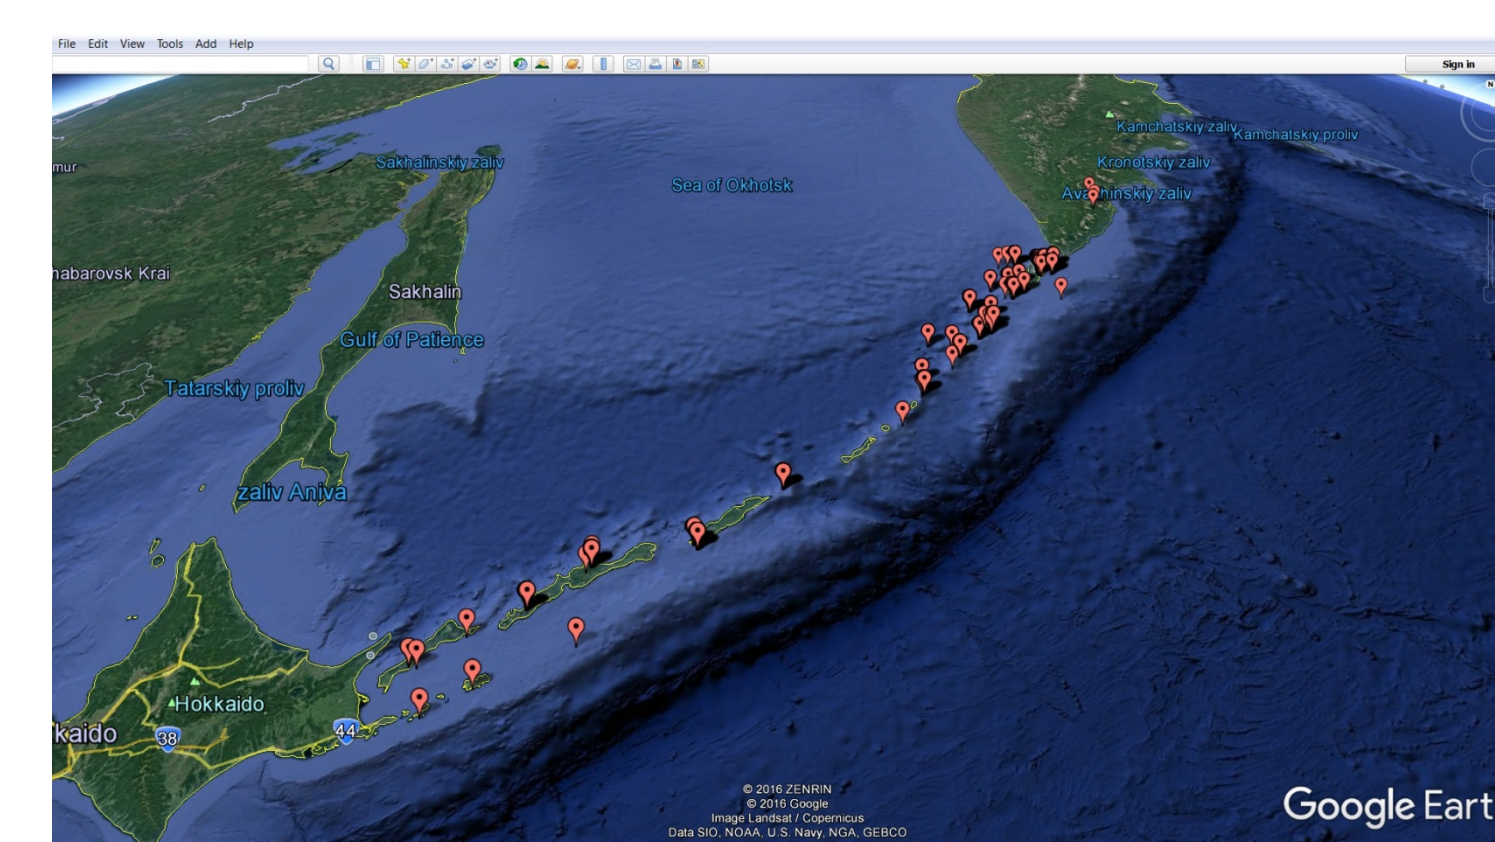 File Edit View Tools Add Help
Sign in
N
Kamchatskiy zaliv
Kamchatskiy proliv
mur
Sakhalinskiy zaliv
Kronotskiy zaliv
Sea of Okhotsk
habarovsk Krai
Sakhalin
Gulf of Patience
Tatarskiy proliv
zaliv Aniva
Hokkaido
kaido
38
44
© 2016 ZENRIN
© 2016 Google
Image Landsat / Copernicus
Data SIO, NOAA, U.S. Navy, NGA, GEBCO
Google Eart